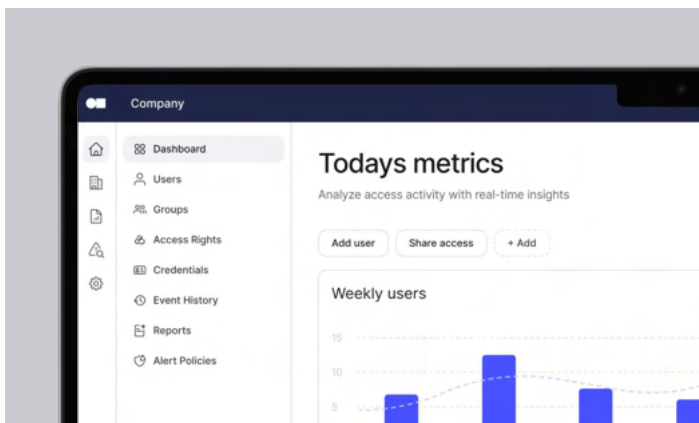 Company
Dashboard
Users
Groups
Access Rights
Credentials
Event History
Reports
Alert Policies
Todays metrics
Analyze access activity with real-time insights
Add user
Share access
+ Add
Weekly users
15
10
5